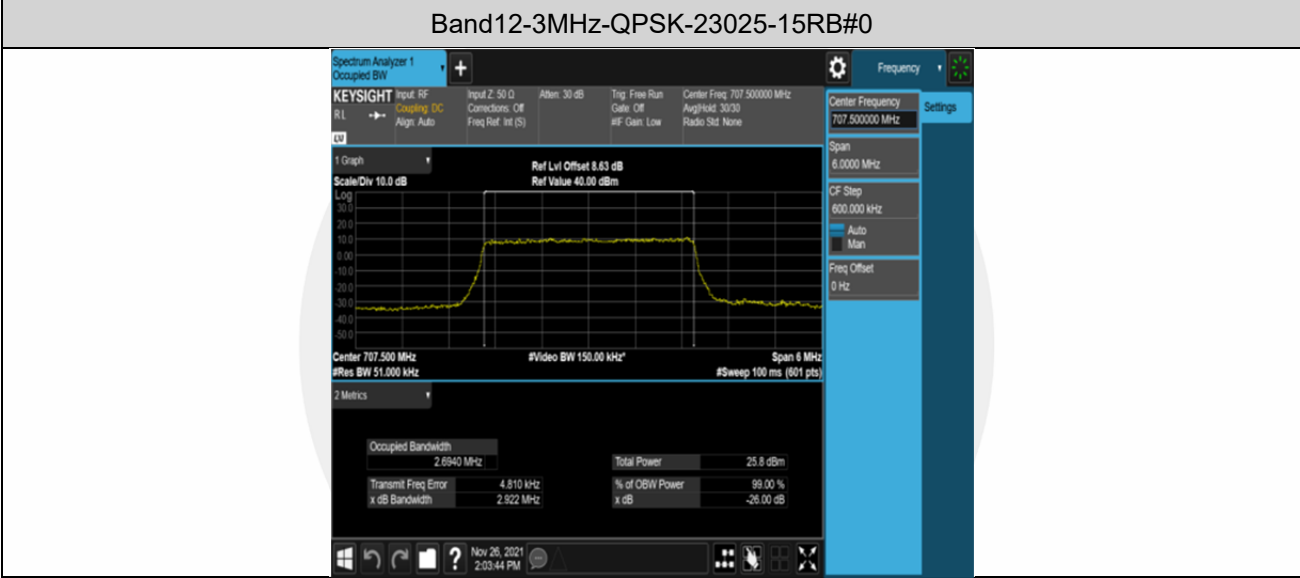 Band12-3MHz-QPSK-23025-15RB#0
Spectrum Analyzer 1
Occupied BW
+
Frequency
KEYSIGHT
R L
Input: RF
Coupling: DC
Align: Auto
Input Z: 50 Ω
Corrections: Off
Freq Ref: Int (S)
Atten: 30 dB
Trig: Free Run
Gate: Off
#IF Gain: Low
Center Freq: 707.500000 MHz
Avg|Hold: 30/30
Radio Std: None
Center Frequency
707.500000 MHz
Settings
Span
6.0000 MHz
CF Step
600.000 kHz
Auto
Man
Freq Offset
0 Hz
1 Graph
Scale/Div 10.0 dB
Ref Lvl Offset 8.63 dB
Ref Value 40.00 dBm
Log
30.0
20.0
10.0
0.00
-10.0
-20.0
-30.0
-40.0
-50.0
Center 707.500 MHz
#Video BW 150.00 kHz*
Span 6 MHz
#Res BW 51.000 kHz
#Sweep 100 ms (601 pts)
2 Metrics
Occupied Bandwidth
2.6940 MHz
Total Power 25.8 dBm
Transmit Freq Error 4.810 kHz
% of OBW Power 99.00 %
x dB Bandwidth 2.922 MHz
x dB -26.00 dB
?
Nov 26, 2021
2:03:44 PM